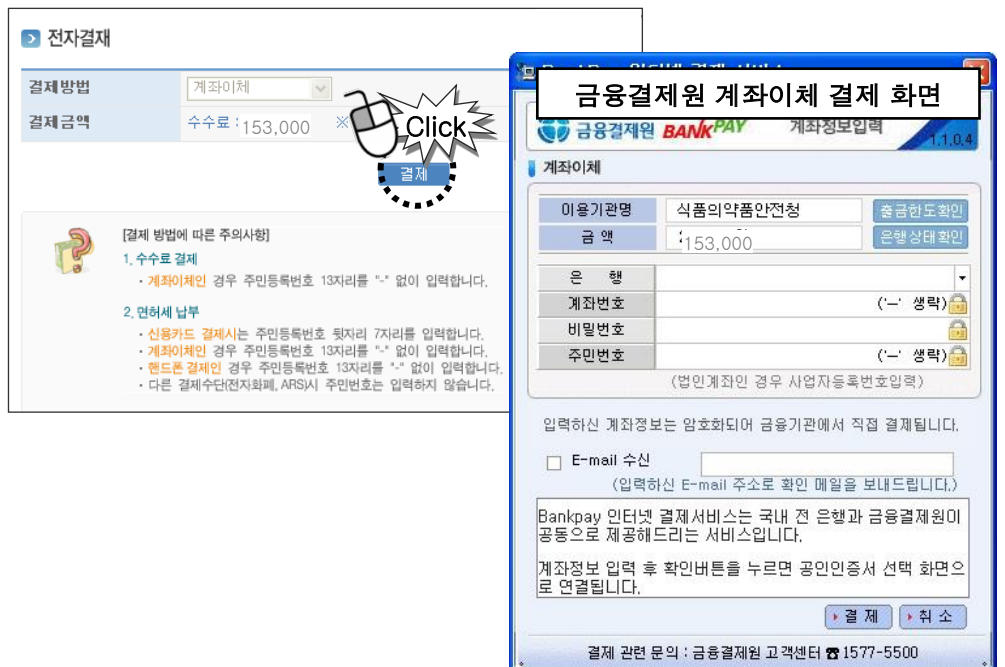 전자결재
결제방법 계좌이체
결제금액 수수료 : 153,000 ※
Click
결제
[결제 방법에 따른 주의사항]
1. 수수료 결제
· 계좌이체인 경우 주민등록번호 13자리를 "-" 없이 입력합니다.
2. 면허세 납부
· 신용카드 결제시는 주민등록번호 뒷자리 7자리를 입력합니다.
· 계좌이체인 경우 주민등록번호 13자리를 "-" 없이 입력합니다.
· 핸드폰 결제인 경우 주민등록번호 13자리를 "-" 없이 입력합니다.
· 다른 결제수단(전자화폐, ARS)시 주민번호는 입력하지 않습니다.
금융결제원 계좌이체 결제 화면
금융결제원 BANKPAY 계좌정보입력 1.1.0.4
계좌이체
이용기관명 식품의약품안전청 출금한도확인
금 액 153,000 은행상태확인
은 행
계좌번호 ('-' 생략)
비밀번호
주민번호 ('-' 생략)
(법인계좌인 경우 사업자등록번호입력)
입력하신 계좌정보는 암호화되어 금융기관에서 직접 결제됩니다.
E-mail 수신
(입력하신 E-mail 주소로 확인 메일을 보내드립니다.)
Bankpay 인터넷 결제서비스는 국내 전 은행과 금융결제원이
공동으로 제공해드리는 서비스입니다.
계좌정보 입력 후 확인버튼을 누르면 공인인증서 선택 화면으
로 연결됩니다.
결 제 취 소
결제 관련 문의 : 금융결제원 고객센터 ☎1577-5500